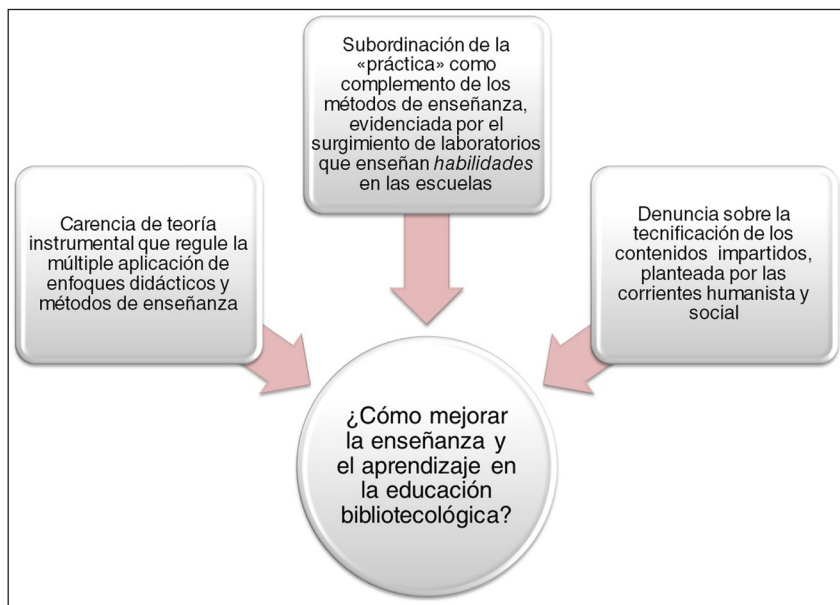 Subordinación de la
«práctica» como
complemento de los
métodos de enseñanza,
evidenciada por el
surgimiento de laboratorios
que enseñan habilidades
en las escuelas
Carencia de teoría
instrumental que regule la
múltiple aplicación de
enfoques didácticos y
métodos de enseñanza
Denuncia sobre la
tecnificación de los
contenidos impartidos,
planteada por las
corrientes humanista y
social
¿Cómo mejorar
la enseñanza y
el aprendizaje en
la educación
bibliotecológica?